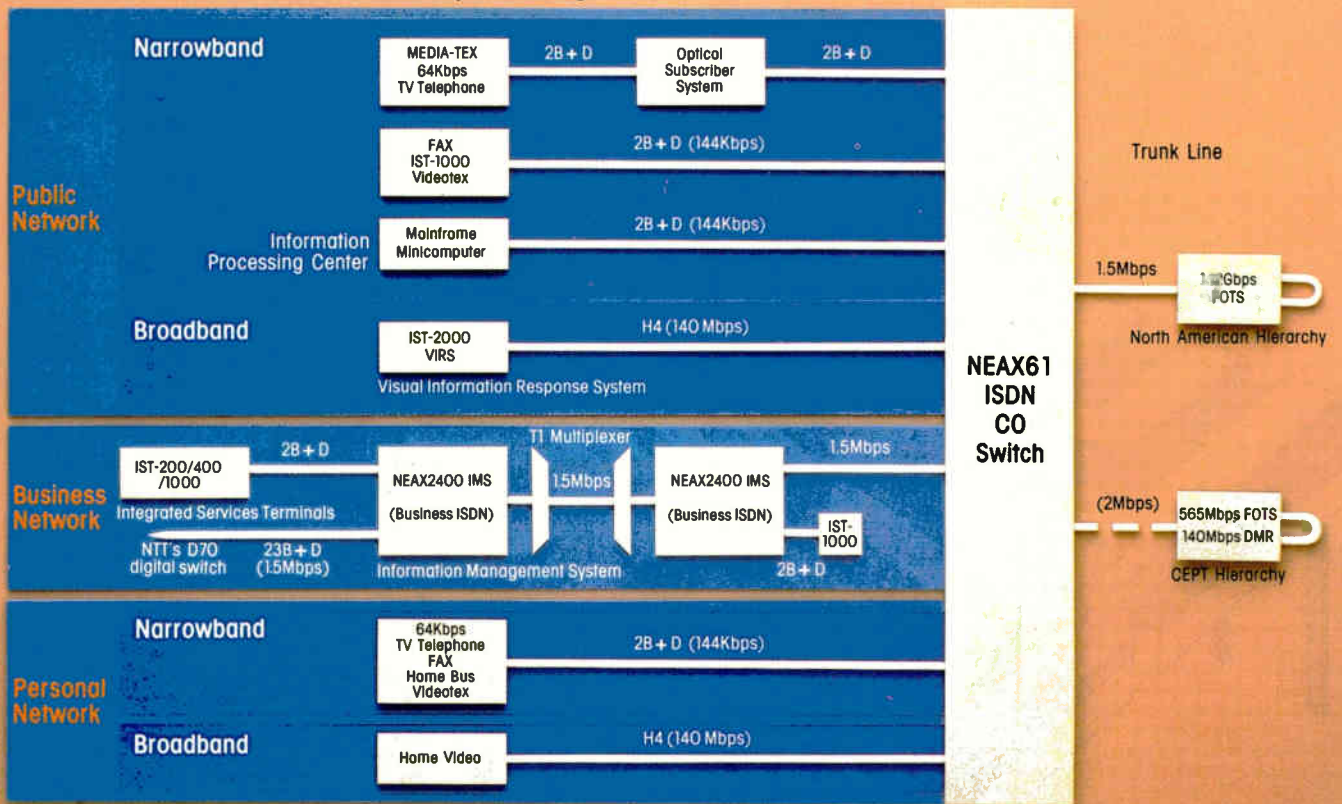 Narrowband
MEDIA-TEX
64Kbps
TV Telephone
2B + D
Optical
Subscriber
System
2B + D
FAX
IST-1000
Videotex
2B + D (144Kbps)
Public
Network
Information
Processing Center
Mainframe
Minicomputer
2B + D (144Kbps)
Broadband
IST-2000
VIRS
H4 (140 Mbps)
Visual Information Response System
IST-200/400
/1000
2B + D
Integrated Services Terminals
Business
Network
NTT's D70
digital switch
23B + D
(1.5Mbps)
NEAX2400 IMS
(Business ISDN)
Information Management System
T1 Multiplexer
1.5Mbps
NEAX2400 IMS
(Business ISDN)
1.5Mbps
IST-
1000
2B + D
Narrowband
64Kbps
TV Telephone
FAX
Home Bus
Videotex
2B + D (144Kbps)
Personal
Network
Broadband
Home Video
H4 (140 Mbps)
NEAX61
ISDN
CO
Switch
Trunk Line
1.5Mbps
FOTS
North American Hierarchy
(2Mbps)
565Mbps FOTS
140Mbps DMR
CEPT Hierarchy